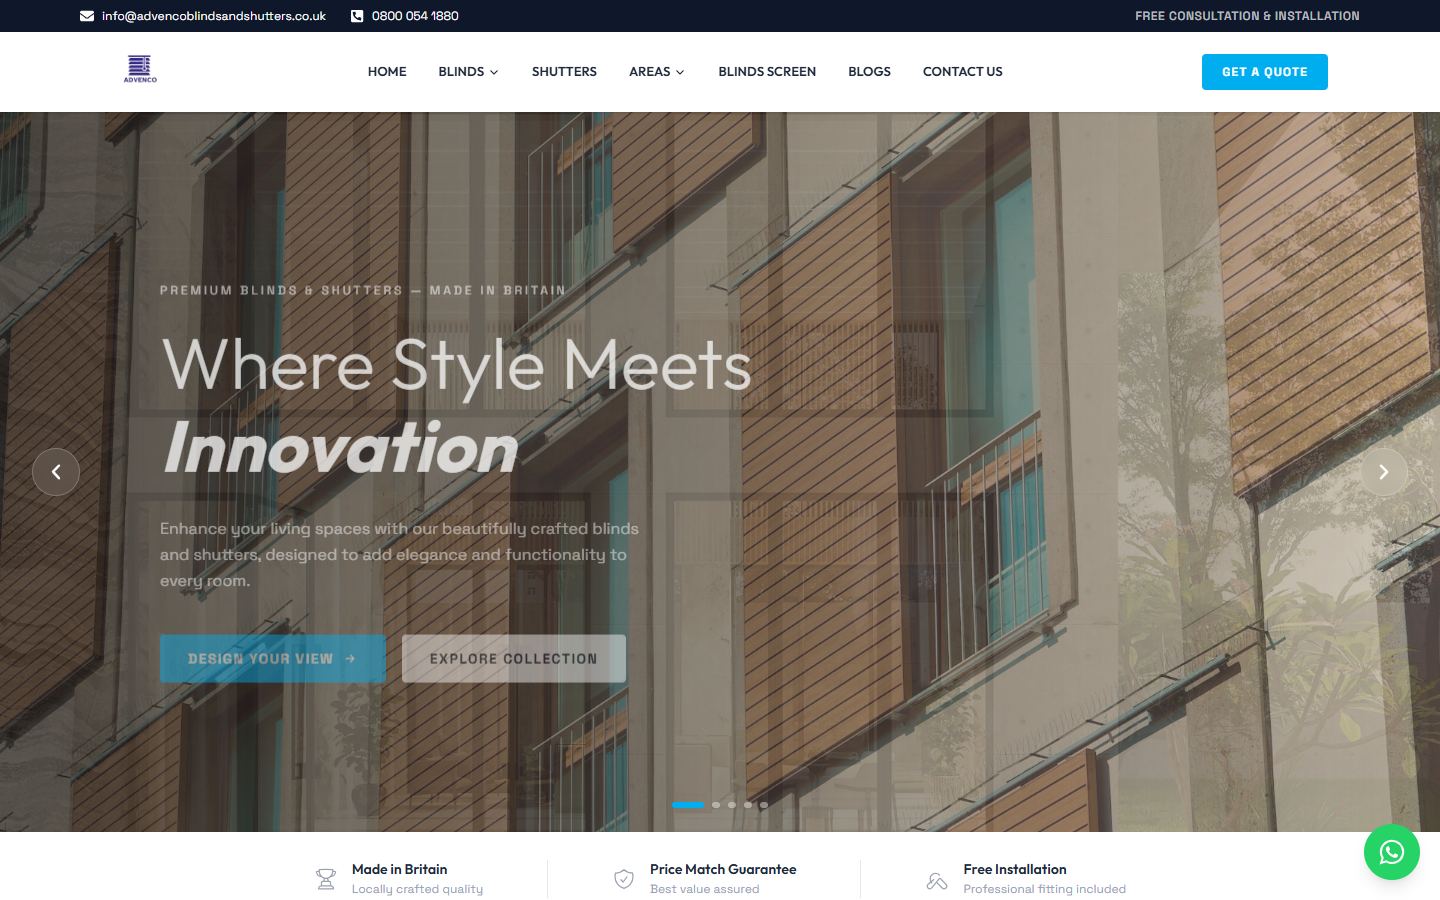 info@advencoblindsandshutters.co.uk
0800 054 1880
FREE CONSULTATION & INSTALLATION
ADVENCO
HOME
BLINDS
SHUTTERS
AREAS
BLINDS SCREEN
BLOGS
CONTACT US
GET A QUOTE
PREMIUM BLINDS & SHUTTERS — MADE IN BRITAIN
Where Style Meets
Innovation
Enhance your living spaces with our beautifully crafted blinds
and shutters, designed to add elegance and functionality to
every room.
DESIGN YOUR VIEW →
EXPLORE COLLECTION
Made in Britain
Locally crafted quality
Price Match Guarantee
Best value assured
Free Installation
Professional fitting included